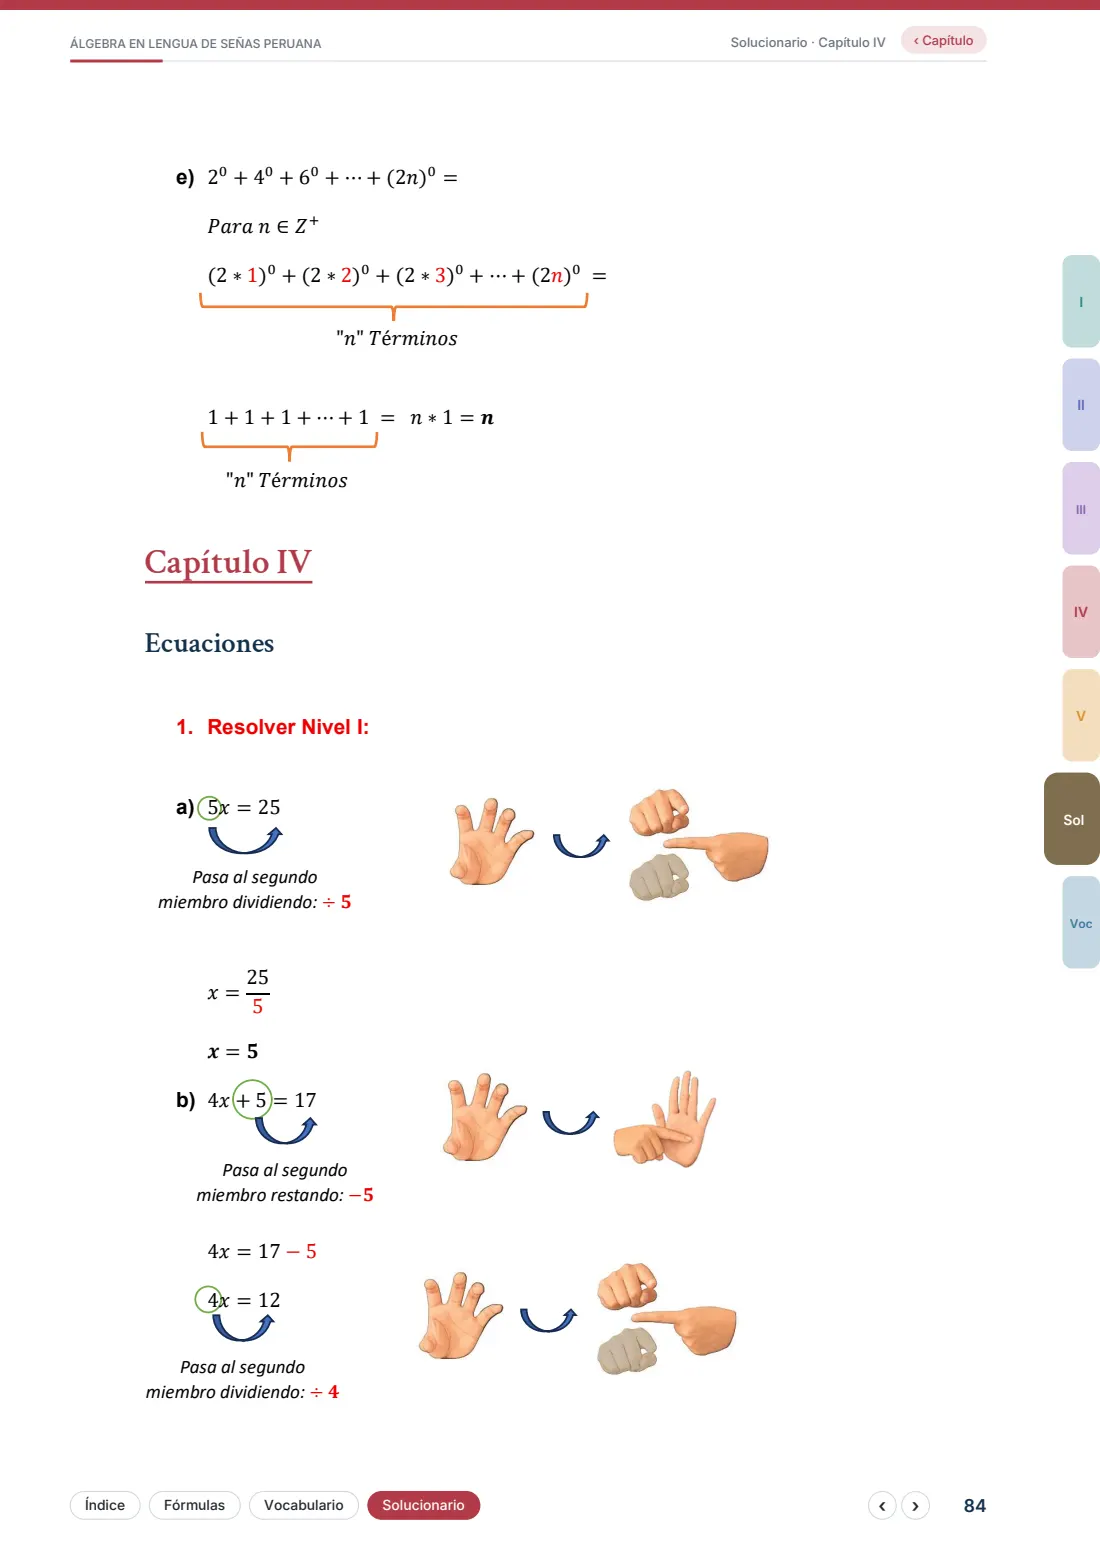 ÁLGEBRA EN LENGUA DE SEÑAS PERUANA
Solucionario · Capítulo IV
‹ Capítulo
e) 2⁰ + 4⁰ + 6⁰ + ⋯ + (2n)⁰ =
Para n ∈ Z⁺
(2 ∗ 1)⁰ + (2 ∗ 2)⁰ + (2 ∗ 3)⁰ + ⋯ + (2n)⁰ =
"n" Términos
1 + 1 + 1 + ⋯ + 1 = n ∗ 1 = n
"n" Términos
Capítulo IV
Ecuaciones
1. Resolver Nivel I:
a) 5x = 25
Pasa al segundo
miembro dividiendo: ÷ 5
x = 25/5
x = 5
b) 4x + 5 = 17
Pasa al segundo
miembro restando: −5
4x = 17 − 5
4x = 12
Pasa al segundo
miembro dividiendo: ÷ 4
I
II
III
IV
V
Sol
Voc
Índice
Fórmulas
Vocabulario
Solucionario
‹ ›
84